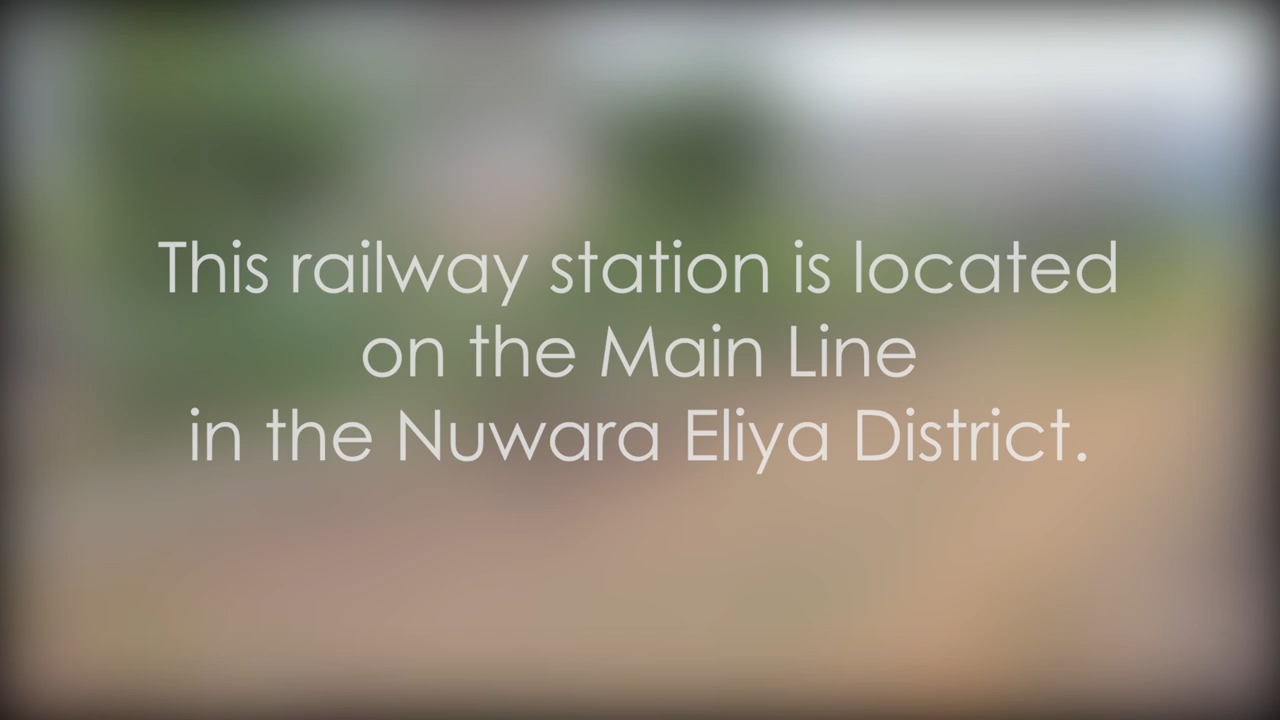 This railway station is located
on the Main Line
in the Nuwara Eliya District.